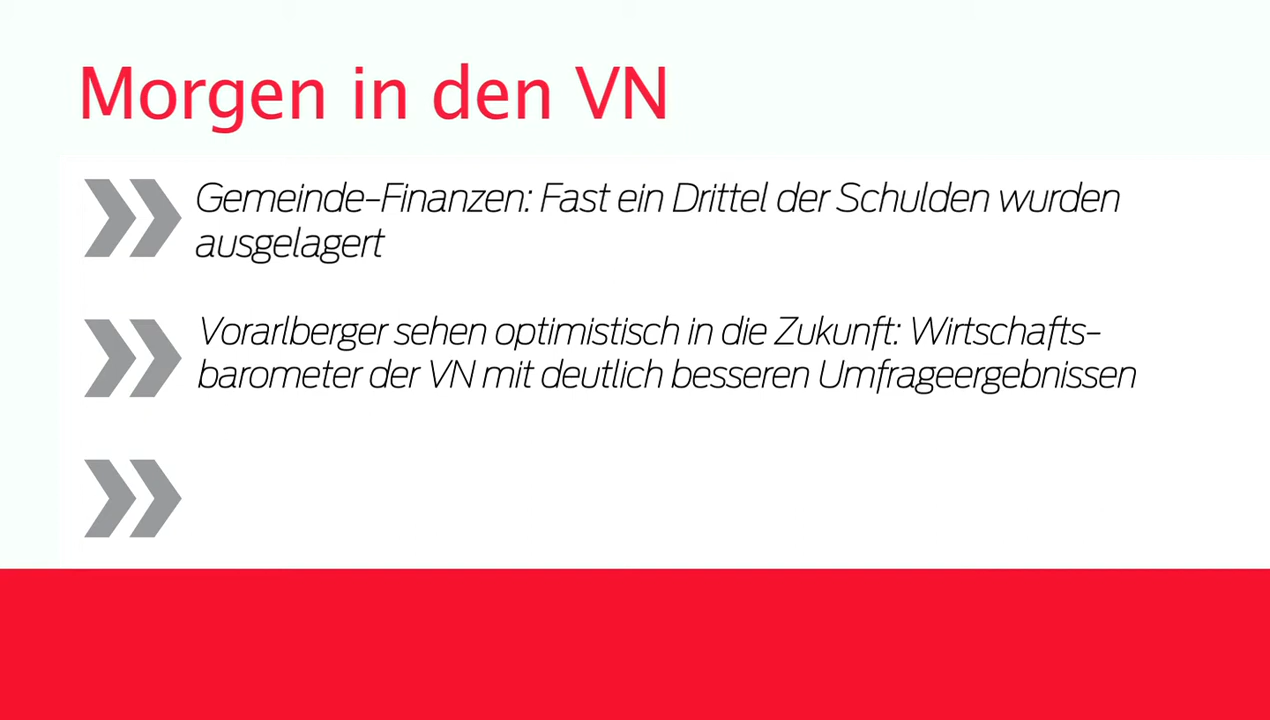 Morgen in den VN
Gemeinde-Finanzen: Fast ein Drittel der Schulden wurden
ausgelagert
Vorarlberger sehen optimistisch in die Zukunft: Wirtschafts-
barometer der VN mit deutlich besseren Umfrageergebnissen